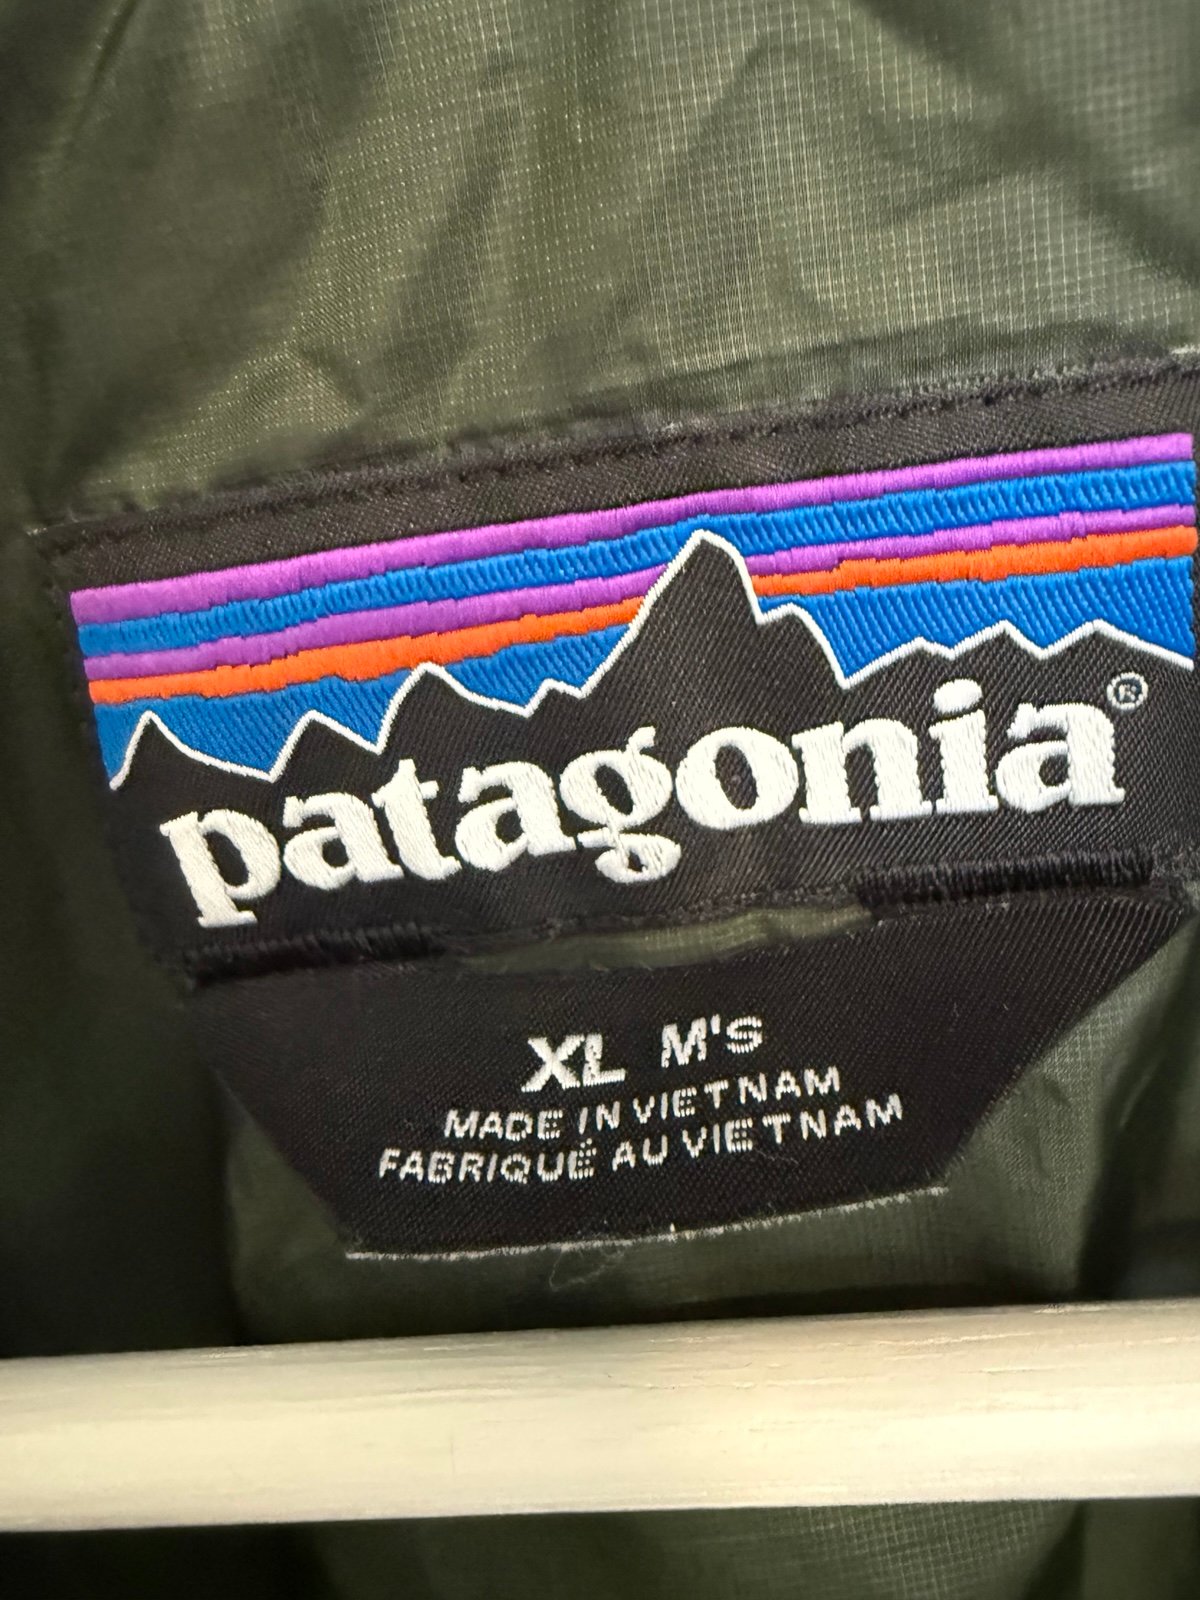 patagonia®
XL M'S
MADE IN VIETNAM
FABRIQUÉ AU VIETNAM